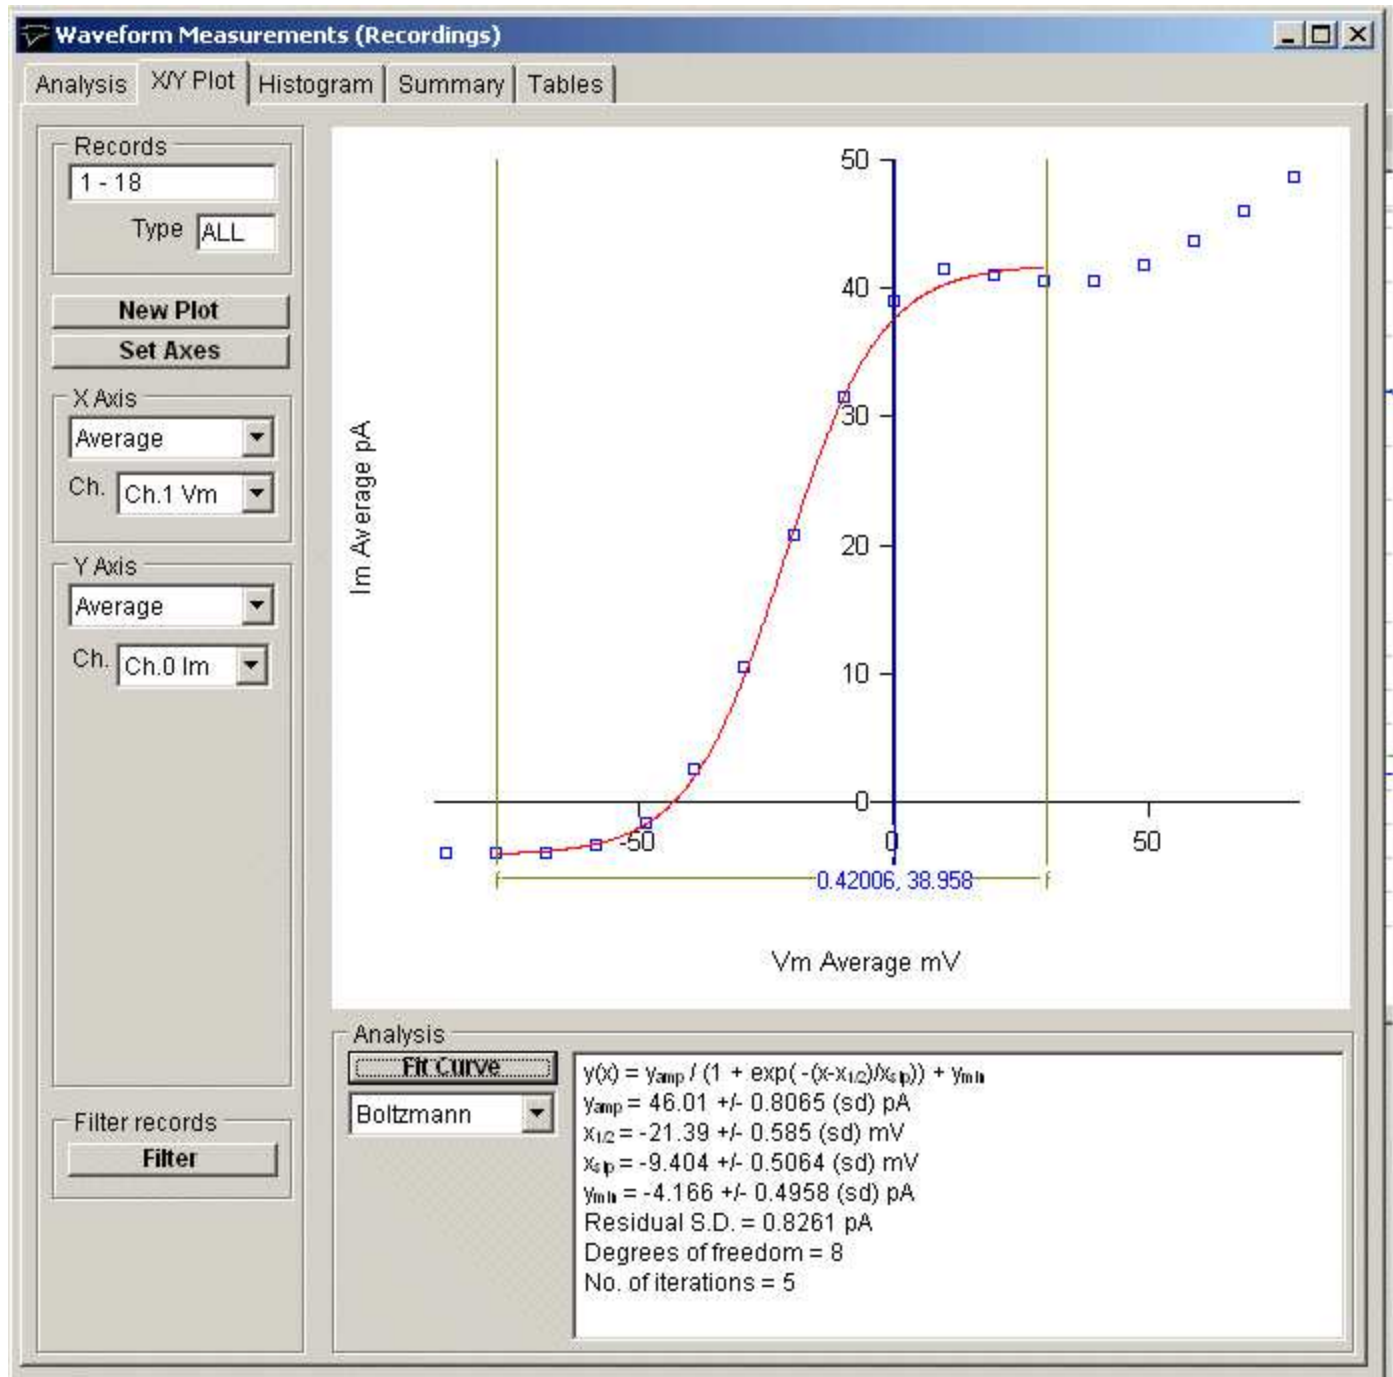 Waveform Measurements (Recordings)
Analysis X/Y Plot Histogram Summary Tables
Records
1 - 18
Type ALL
New Plot
Set Axes
X Axis
Average
Ch. Ch.1 Vm
Y Axis
Average
Ch. Ch.0 Im
Filter records
Filter
50
40
30
20
10
0
-50 0 50
0.42006, 38.958
Im Average pA
Vm Average mV
Analysis
Fit Curve
Boltzmann
y(x) = yamp / (1 + exp( -(x-x1/2)/xslp)) + ymin
yamp = 46.01 +/- 0.8065 (sd) pA
x1/2 = -21.39 +/- 0.585 (sd) mV
xslp = -9.404 +/- 0.5064 (sd) mV
ymin = -4.166 +/- 0.4958 (sd) pA
Residual S.D. = 0.8261 pA
Degrees of freedom = 8
No. of iterations = 5